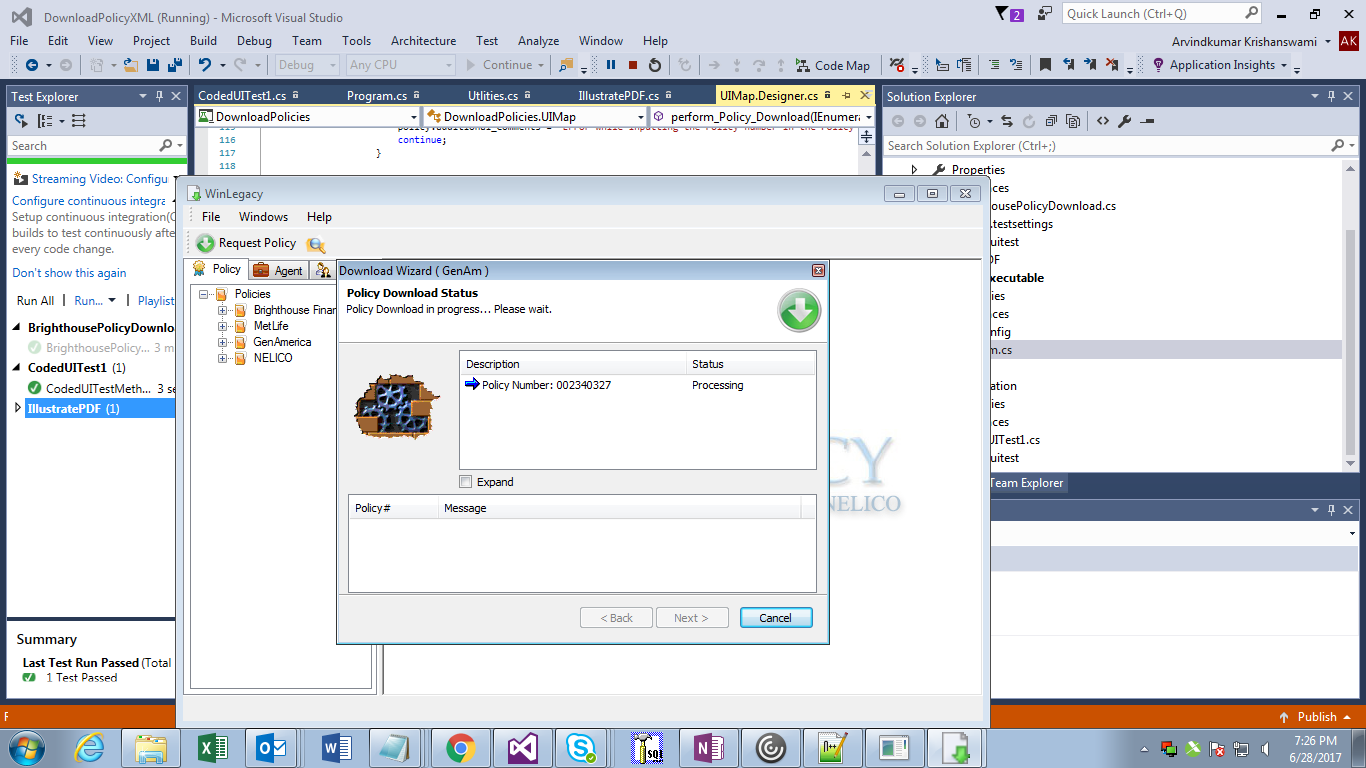 DownloadPolicyXML (Running) - Microsoft Visual Studio
2
Quick Launch (Ctrl+Q)
File Edit View Project Build Debug Team Tools Architecture Test Analyze Window Help
Arvindkumar Krishanswami AK
Debug Any CPU Continue Code Map Application Insights
Test Explorer
CodedUITest1.cs Program.cs Utlities.cs IllustratePDF.cs UIMap.Designer.cs
Solution Explorer
DownloadPolicies DownloadPolicies.UIMap perform_Policy_Download(IEnumera
Search
Search Solution Explorer (Ctrl+;)
116 continue;
117 }
118
Streaming Video: Configu
Configure continuous integra
Setup continuous integration(C
builds to test continuously afte
every code change.
Don't show this again
Run All | Run... | Playlist
BrighthousePolicyDownloa
BrighthousePolicy... 3 m
CodedUITest1 (1)
CodedUITestMeth... 3 se
IllustratePDF (1)
Summary
Last Test Run Passed (Total
1 Test Passed
WinLegacy
File Windows Help
Request Policy
Policy Agent
Policies
Brighthouse Finan
MetLife
GenAmerica
NELICO
Download Wizard ( GenAm )
Policy Download Status
Policy Download in progress... Please wait.
Description Status
Policy Number: 002340327 Processing
Expand
Policy# Message
< Back Next > Cancel
CY
NELICO
Properties
nces
ousePolicyDownload.cs
.testsettings
uitest
DF
xecutable
ies
nces
nfig
m.cs
ation
ies
nces
UITest1.cs
uitest
Team Explorer
Publish
7:26 PM
6/28/2017